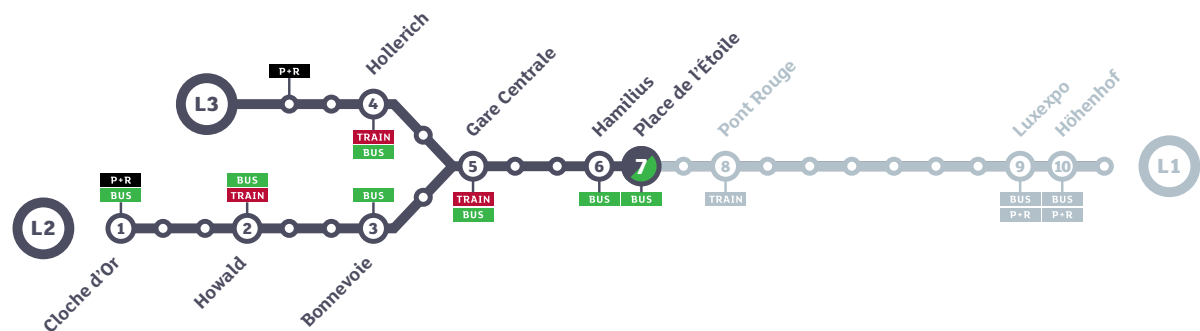 L3
P+R
4
Hollerich
TRAIN
BUS
L2
P+R
BUS
1
Cloche d'Or
BUS
TRAIN
2
Howald
BUS
3
Bonnevoie
Gare Centrale
5
TRAIN
BUS
Hamilius
6
BUS
Place de l'Étoile
7
BUS
Pont Rouge
8
TRAIN
Luxexpo
9
BUS
P+R
Höhenhof
10
BUS
P+R
L1